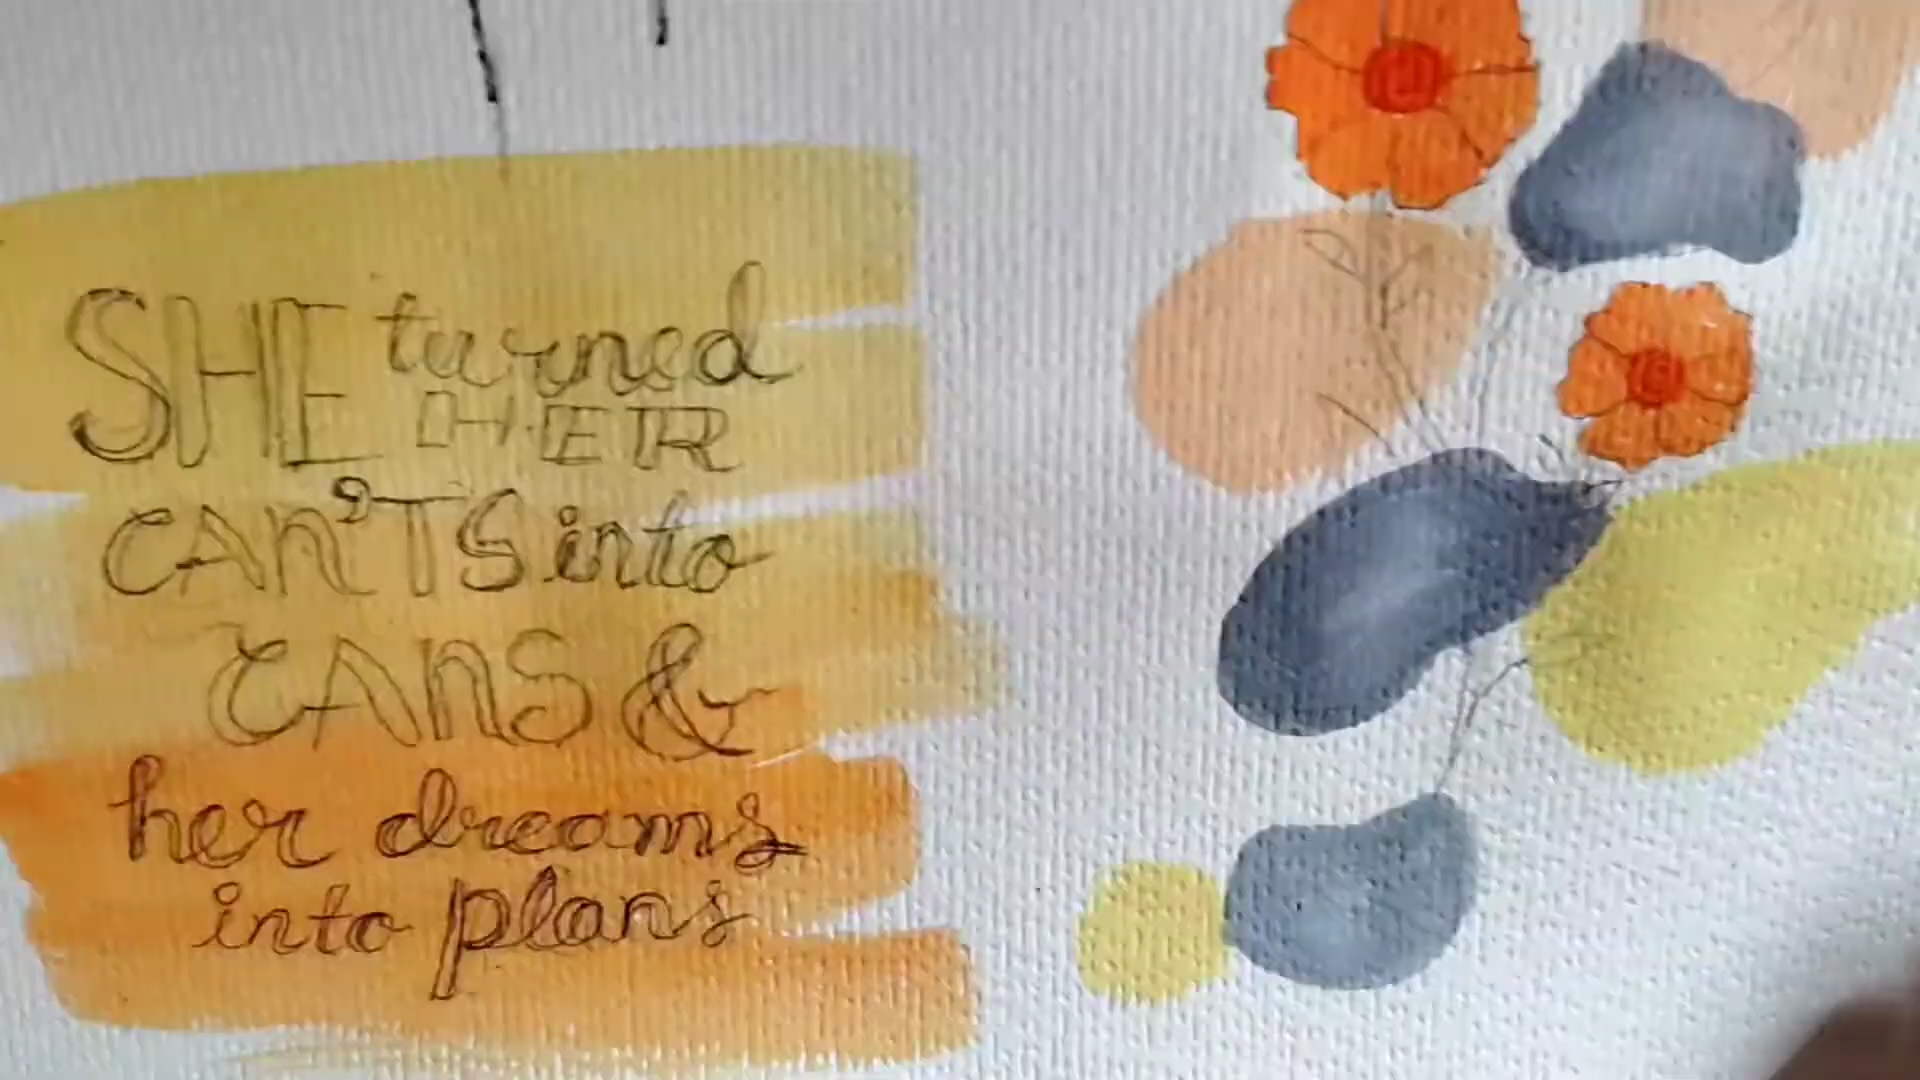 SHE turned
HER
CAN'TS into
CANS &
her dreams
into plans